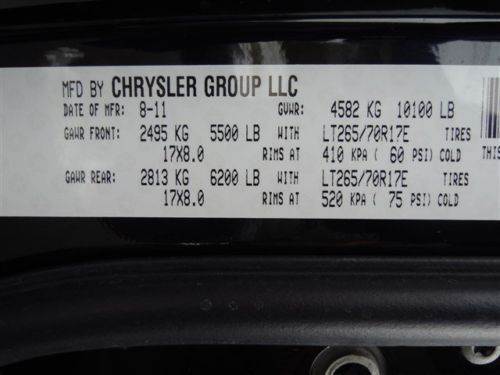 MFD BY CHRYSLER GROUP LLC
DATE OF MFR: 8-11 GVWR: 4582 KG 10100 LB
GAWR FRONT: 2495 KG 5500 LB WITH LT265/70R17E TIRES
17X8.0 RIMS AT 410 KPA ( 60 PSI) COLD THIS
GAWR REAR: 2813 KG 6200 LB WITH LT265/70R17E TIRES
17X8.0 RIMS AT 520 KPA ( 75 PSI) COLD